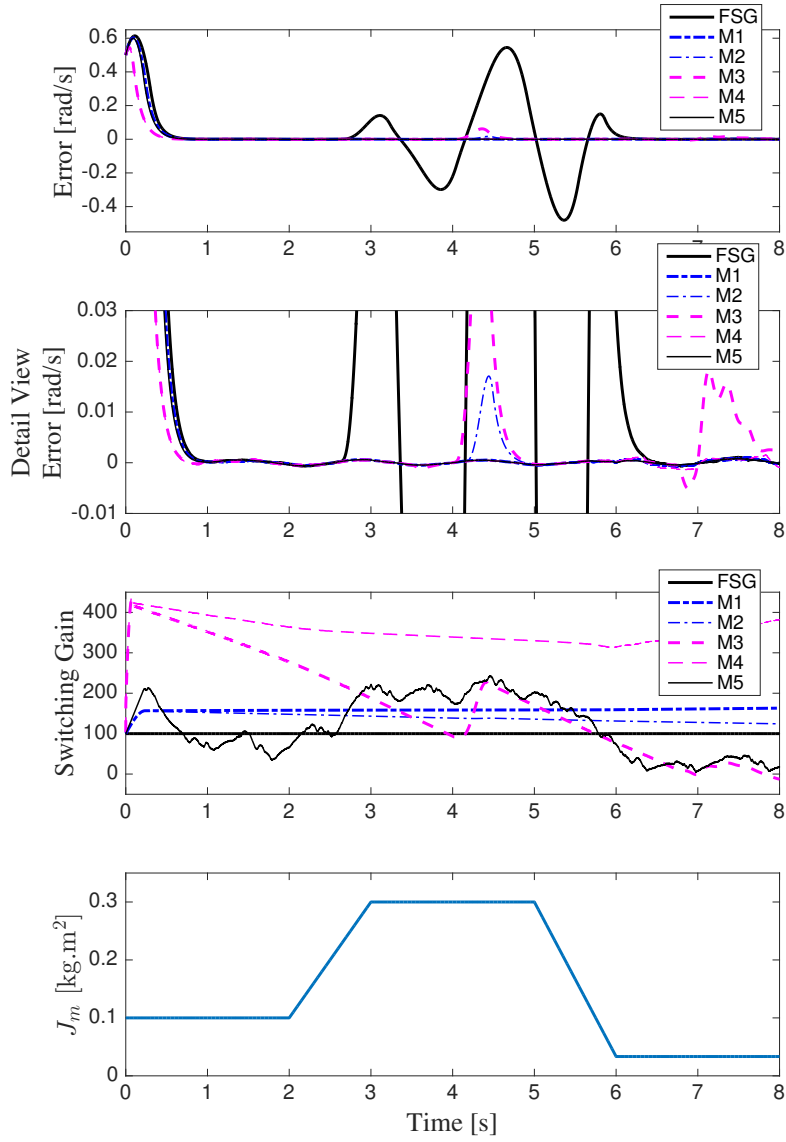 FSG
M1
M2
M3
M4
M5
0.6
0.4
0.2
0
-0.2
-0.4
Error [rad/s]
0 1 2 3 4 5 6 7 8
FSG
M1
M2
M3
M4
M5
0.03
0.02
0.01
0
-0.01
Detail View
Error [rad/s]
0 1 2 3 4 5 6 7 8
FSG
M1
M2
M3
M4
M5
400
300
200
100
0
Switching Gain
0 1 2 3 4 5 6 7 8
0.3
0.2
0.1
0
J_m [kg.m²]
0 1 2 3 4 5 6 7 8
Time [s]